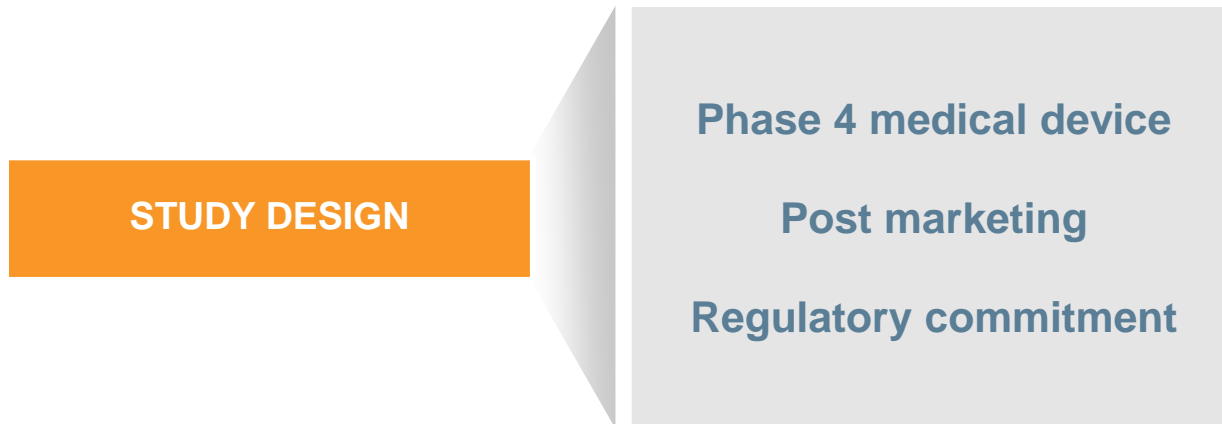 STUDY DESIGN
Phase 4 medical device
Post marketing
Regulatory commitment